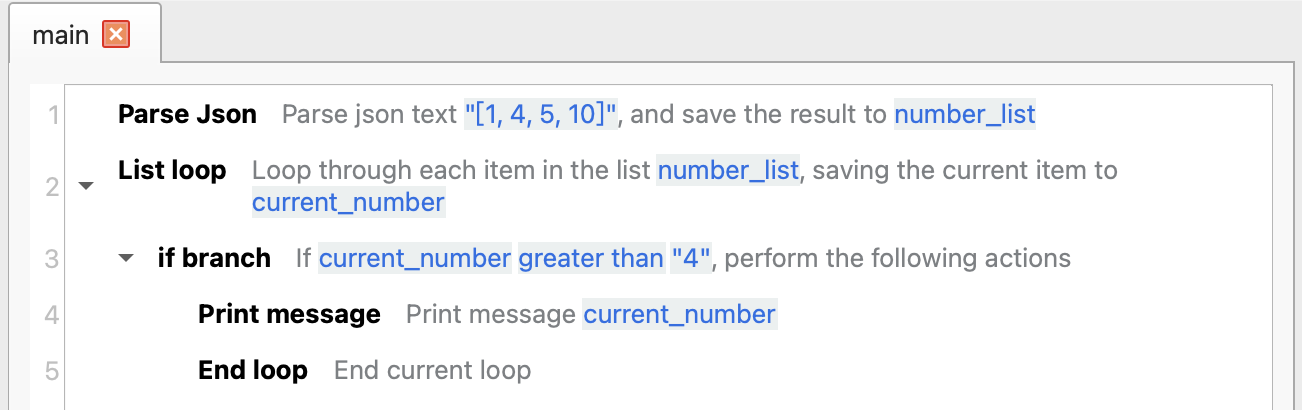 main
1 Parse Json Parse json text "[1, 4, 5, 10]", and save the result to number_list
2 List loop Loop through each item in the list number_list, saving the current item to
current_number
3 if branch If current_number greater than "4", perform the following actions
4 Print message Print message current_number
5 End loop End current loop